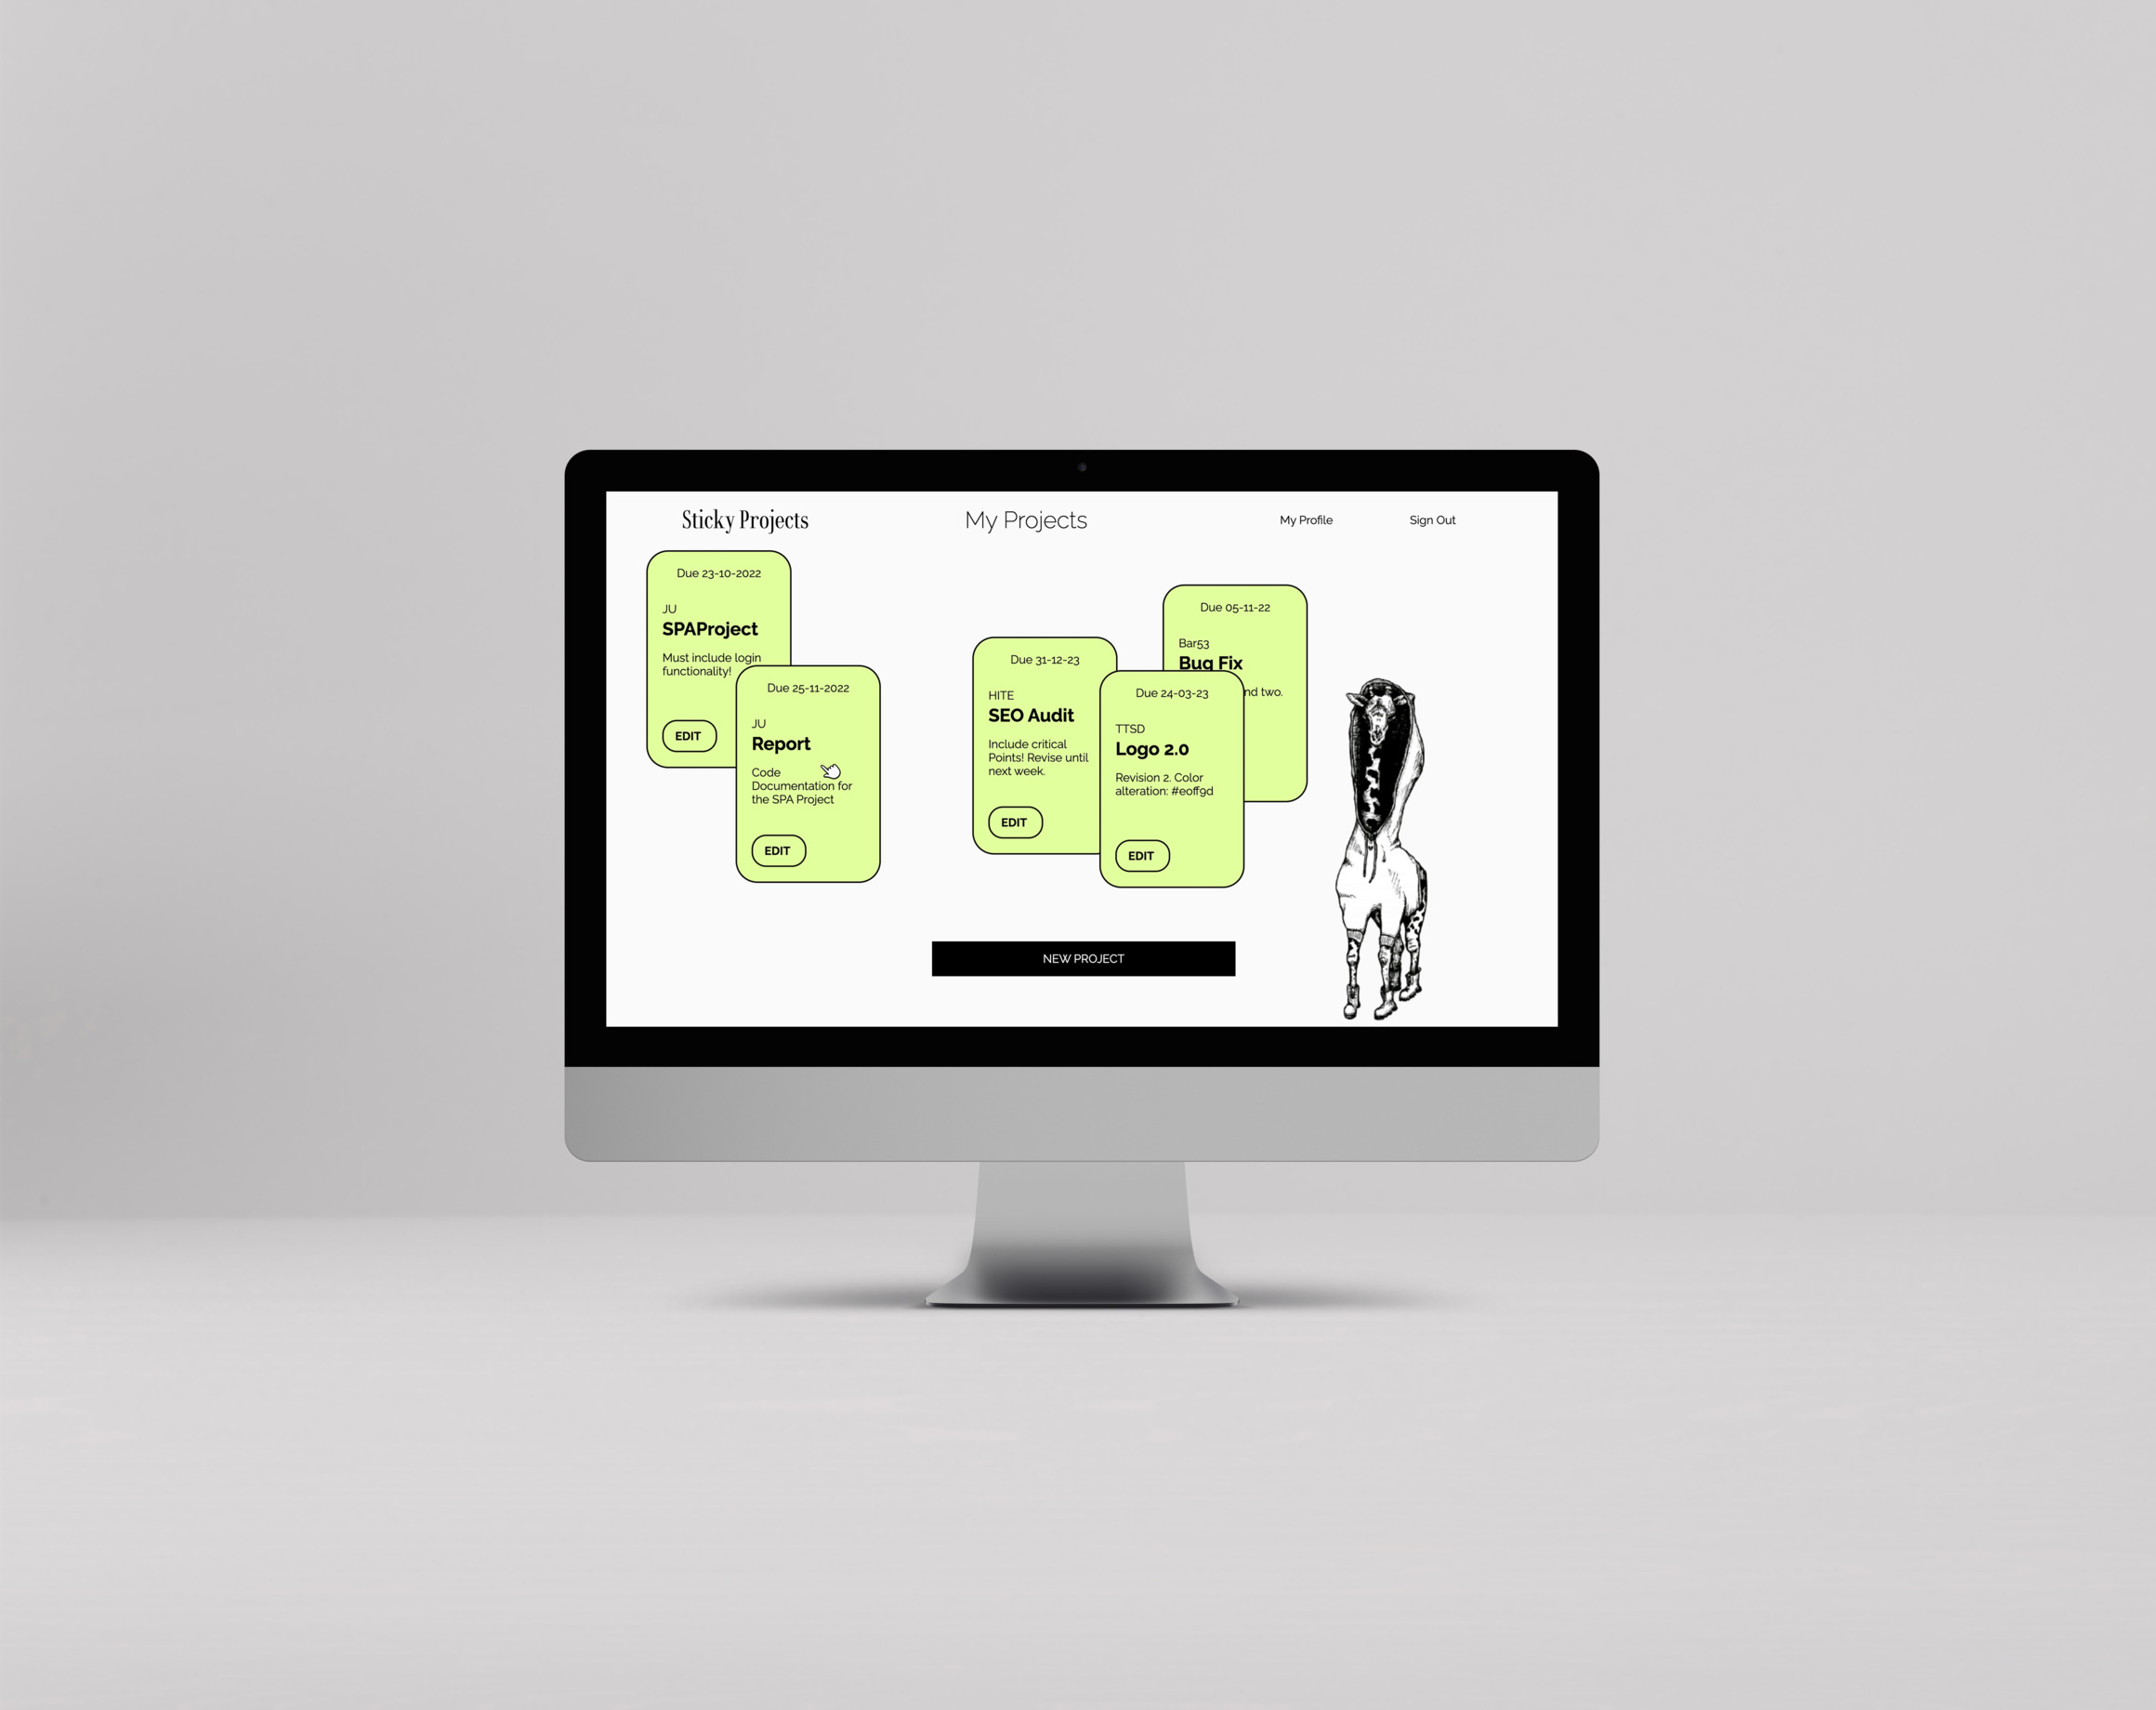 Sticky Projects
My Projects
My Profile
Sign Out
Due 23-10-2022
JU
SPAProject
Must include login
functionality!
EDIT
Due 25-11-2022
JU
Report
Code
Documentation for
the SPA Project
EDIT
Due 31-12-23
HITE
SEO Audit
Include critical
Points! Revise until
next week.
EDIT
Due 24-03-23
TTSD
Logo 2.0
Revision 2. Color
alteration: #e0ff9d
EDIT
Due 05-11-22
Bar53
Bug Fix
two.
NEW PROJECT